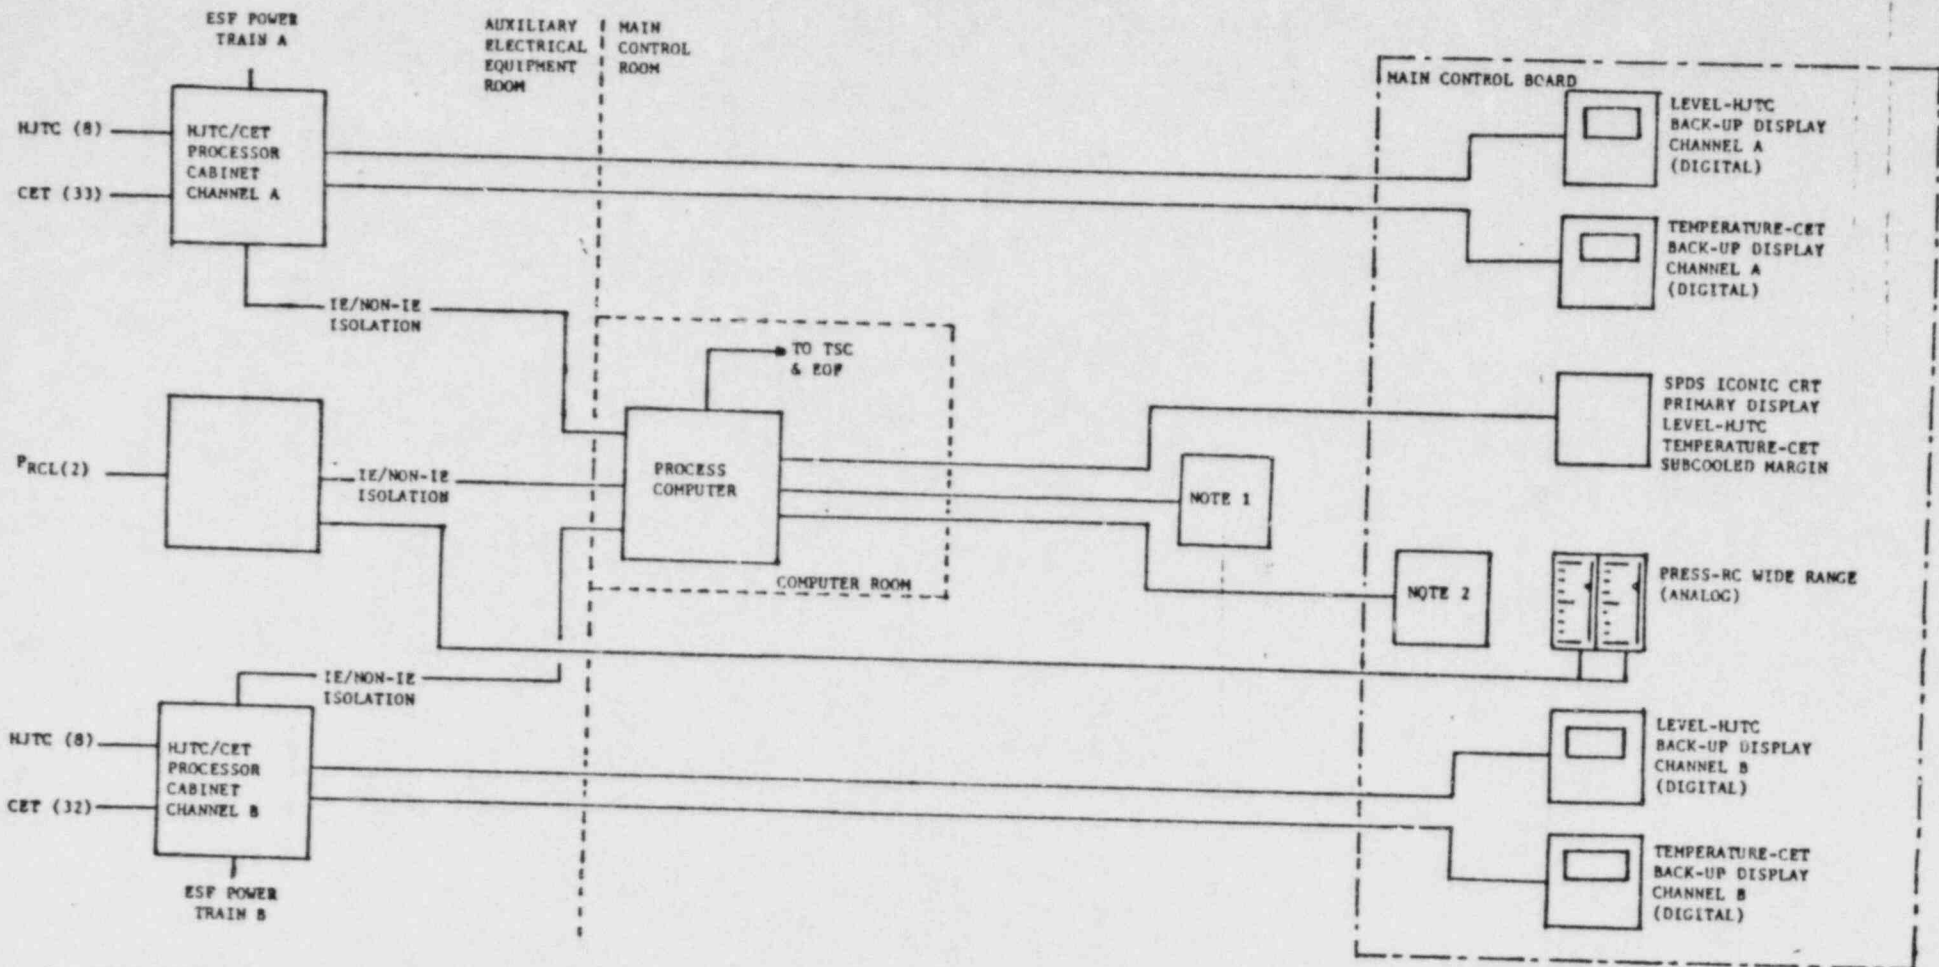 ESF POWER
TRAIN A
AUXILIARY
ELECTRICAL
EQUIPMENT
ROOM
MAIN
CONTROL
ROOM
MAIN CONTROL BOARD
HJTC (8)
CET (33)
HJTC/CET
PROCESSOR
CABINET
CHANNEL A
LEVEL-HJTC
BACK-UP DISPLAY
CHANNEL A
(DIGITAL)
TEMPERATURE-CET
BACK-UP DISPLAY
CHANNEL A
(DIGITAL)
IE/NON-IE
ISOLATION
TO TSC
& EOF
SPDS ICONIC CRT
PRIMARY DISPLAY
LEVEL-HJTC
TEMPERATURE-CET
SUBCOOLED MARGIN
PRCL(2)
IE/NON-IE
ISOLATION
PROCESS
COMPUTER
NOTE 1
COMPUTER ROOM
NOTE 2
PRESS-RC WIDE RANGE
(ANALOG)
IE/NON-IE
ISOLATION
HJTC (8)
CET (32)
HJTC/CET
PROCESSOR
CABINET
CHANNEL B
LEVEL-HJTC
BACK-UP DISPLAY
CHANNEL B
(DIGITAL)
TEMPERATURE-CET
BACK-UP DISPLAY
CHANNEL B
(DIGITAL)
ESF POWER
TRAIN B